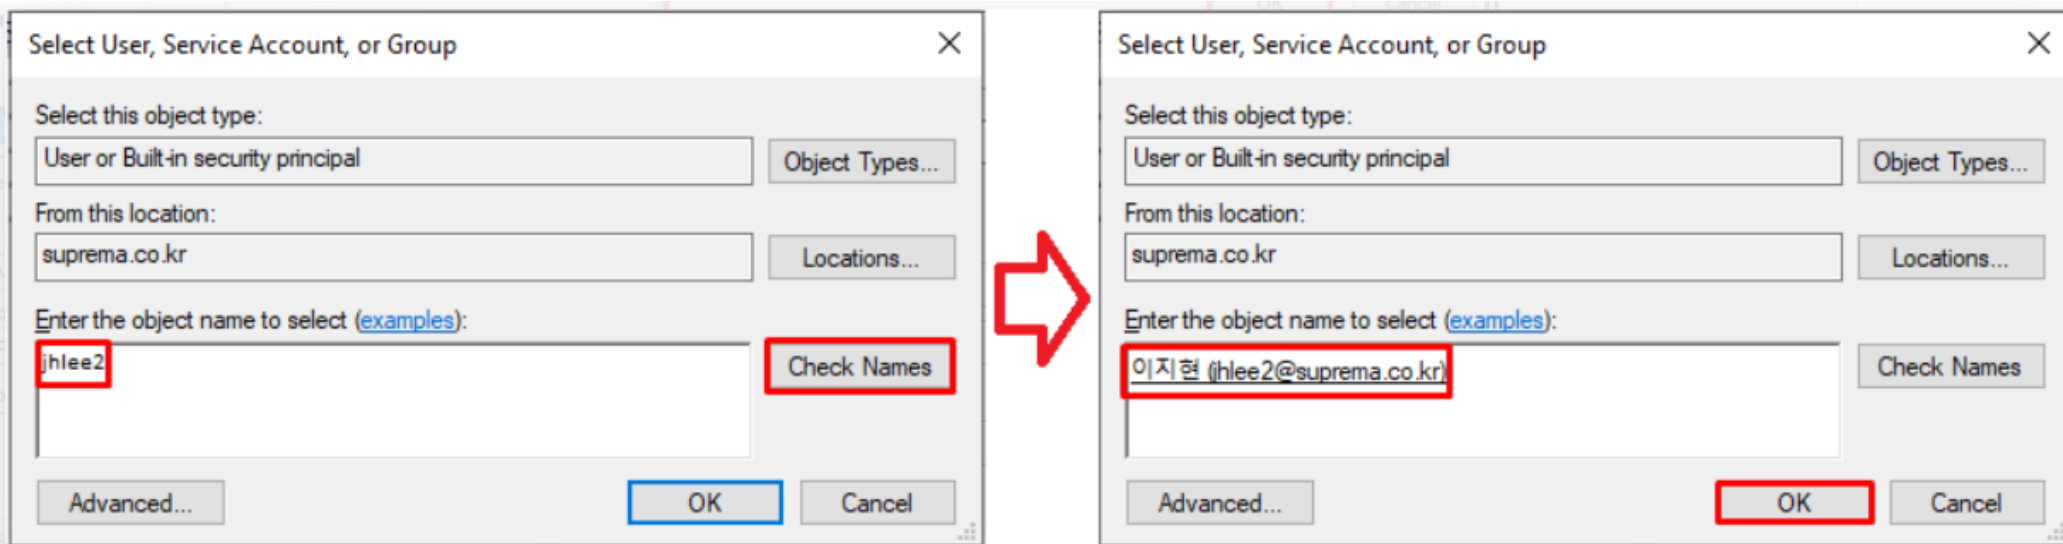 OK Cancel
Select User, Service Account, or Group
Select this object type:
User or Built-in security principal
Object Types...
From this location:
suprema.co.kr
Locations...
Enter the object name to select (examples):
jhlee2
Check Names
Advanced...
OK
Cancel
Select User, Service Account, or Group
Select this object type:
User or Built-in security principal
Object Types...
From this location:
suprema.co.kr
Locations...
Enter the object name to select (examples):
이지현 (jhlee2@suprema.co.kr)
Check Names
Advanced...
OK
Cancel